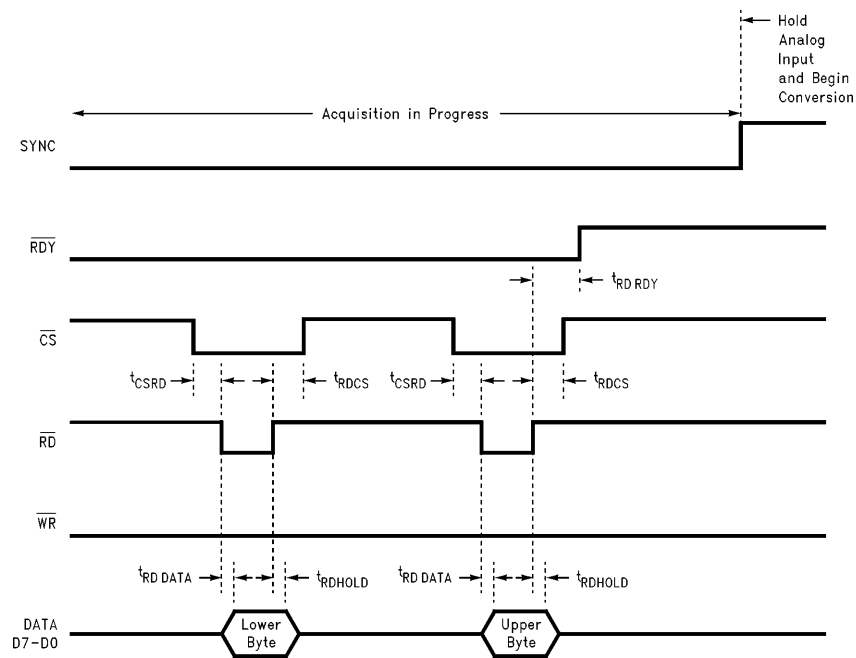 Hold
Analog
Input
and Begin
Conversion
Acquisition in Progress
SYNC
RDY
tRD RDY
CS
tCSRD
tRDCS
tCSRD
tRDCS
RD
WR
tRD DATA
tRDHOLD
tRD DATA
tRDHOLD
DATA
D7-D0
Lower
Byte
Upper
Byte